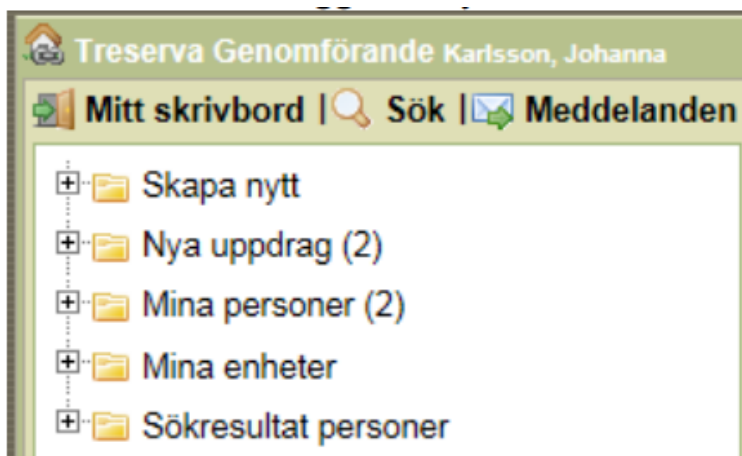 Treserva Genomförande Karlsson, Johanna
Mitt skrivbord | Sök | Meddelanden
Skapa nytt
Nya uppdrag (2)
Mina personer (2)
Mina enheter
Sökresultat personer